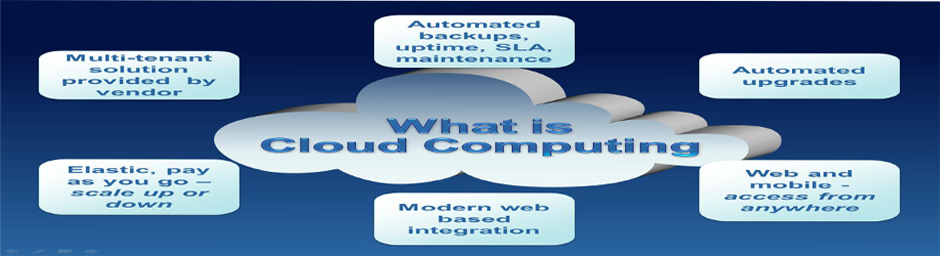 Automated
backups,
uptime, SLA,
maintenance
Multi-tenant
solution
provided by
vendor
Automated
upgrades
What is
Cloud Computing
Elastic, pay
as you go –
scale up or
down
Modern web
based
integration
Web and
mobile -
access from
anywhere